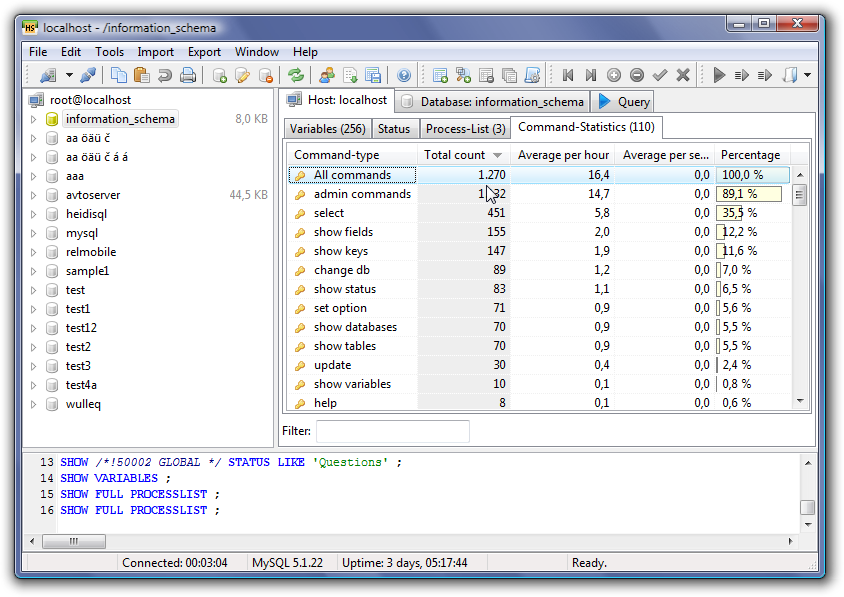 localhost - /information_schema
File Edit Tools Import Export Window Help
root@localhost
information_schema 8,0 KB
aa öäü č
aa öäü č á á
aaa
avtoserver 44,5 KB
heidisql
mysql
relmobile
sample1
test
test1
test12
test2
test3
test4a
wulleq
Host: localhost Database: information_schema Query
Variables (256) Status Process-List (3) Command-Statistics (110)
Command-type Total count Average per hour Average per se... Percentage
All commands 1.270 16,4 0,0 100,0 %
admin commands 14,7 0,0 89,1 %
select 451 5,8 0,0 35,5 %
show fields 155 2,0 0,0 12,2 %
show keys 147 1,9 0,0 11,6 %
change db 89 1,2 0,0 7,0 %
show status 83 1,1 0,0 6,5 %
set option 71 0,9 0,0 5,6 %
show databases 70 0,9 0,0 5,5 %
show tables 70 0,9 0,0 5,5 %
update 30 0,4 0,0 2,4 %
show variables 10 0,1 0,0 0,8 %
help 8 0,1 0,0 0,6 %
Filter:
13 SHOW /*!50002 GLOBAL */ STATUS LIKE 'Questions' ;
14 SHOW VARIABLES ;
15 SHOW FULL PROCESSLIST ;
16 SHOW FULL PROCESSLIST ;
Connected: 00:03:04 MySQL 5.1.22 Uptime: 3 days, 05:17:44 Ready.